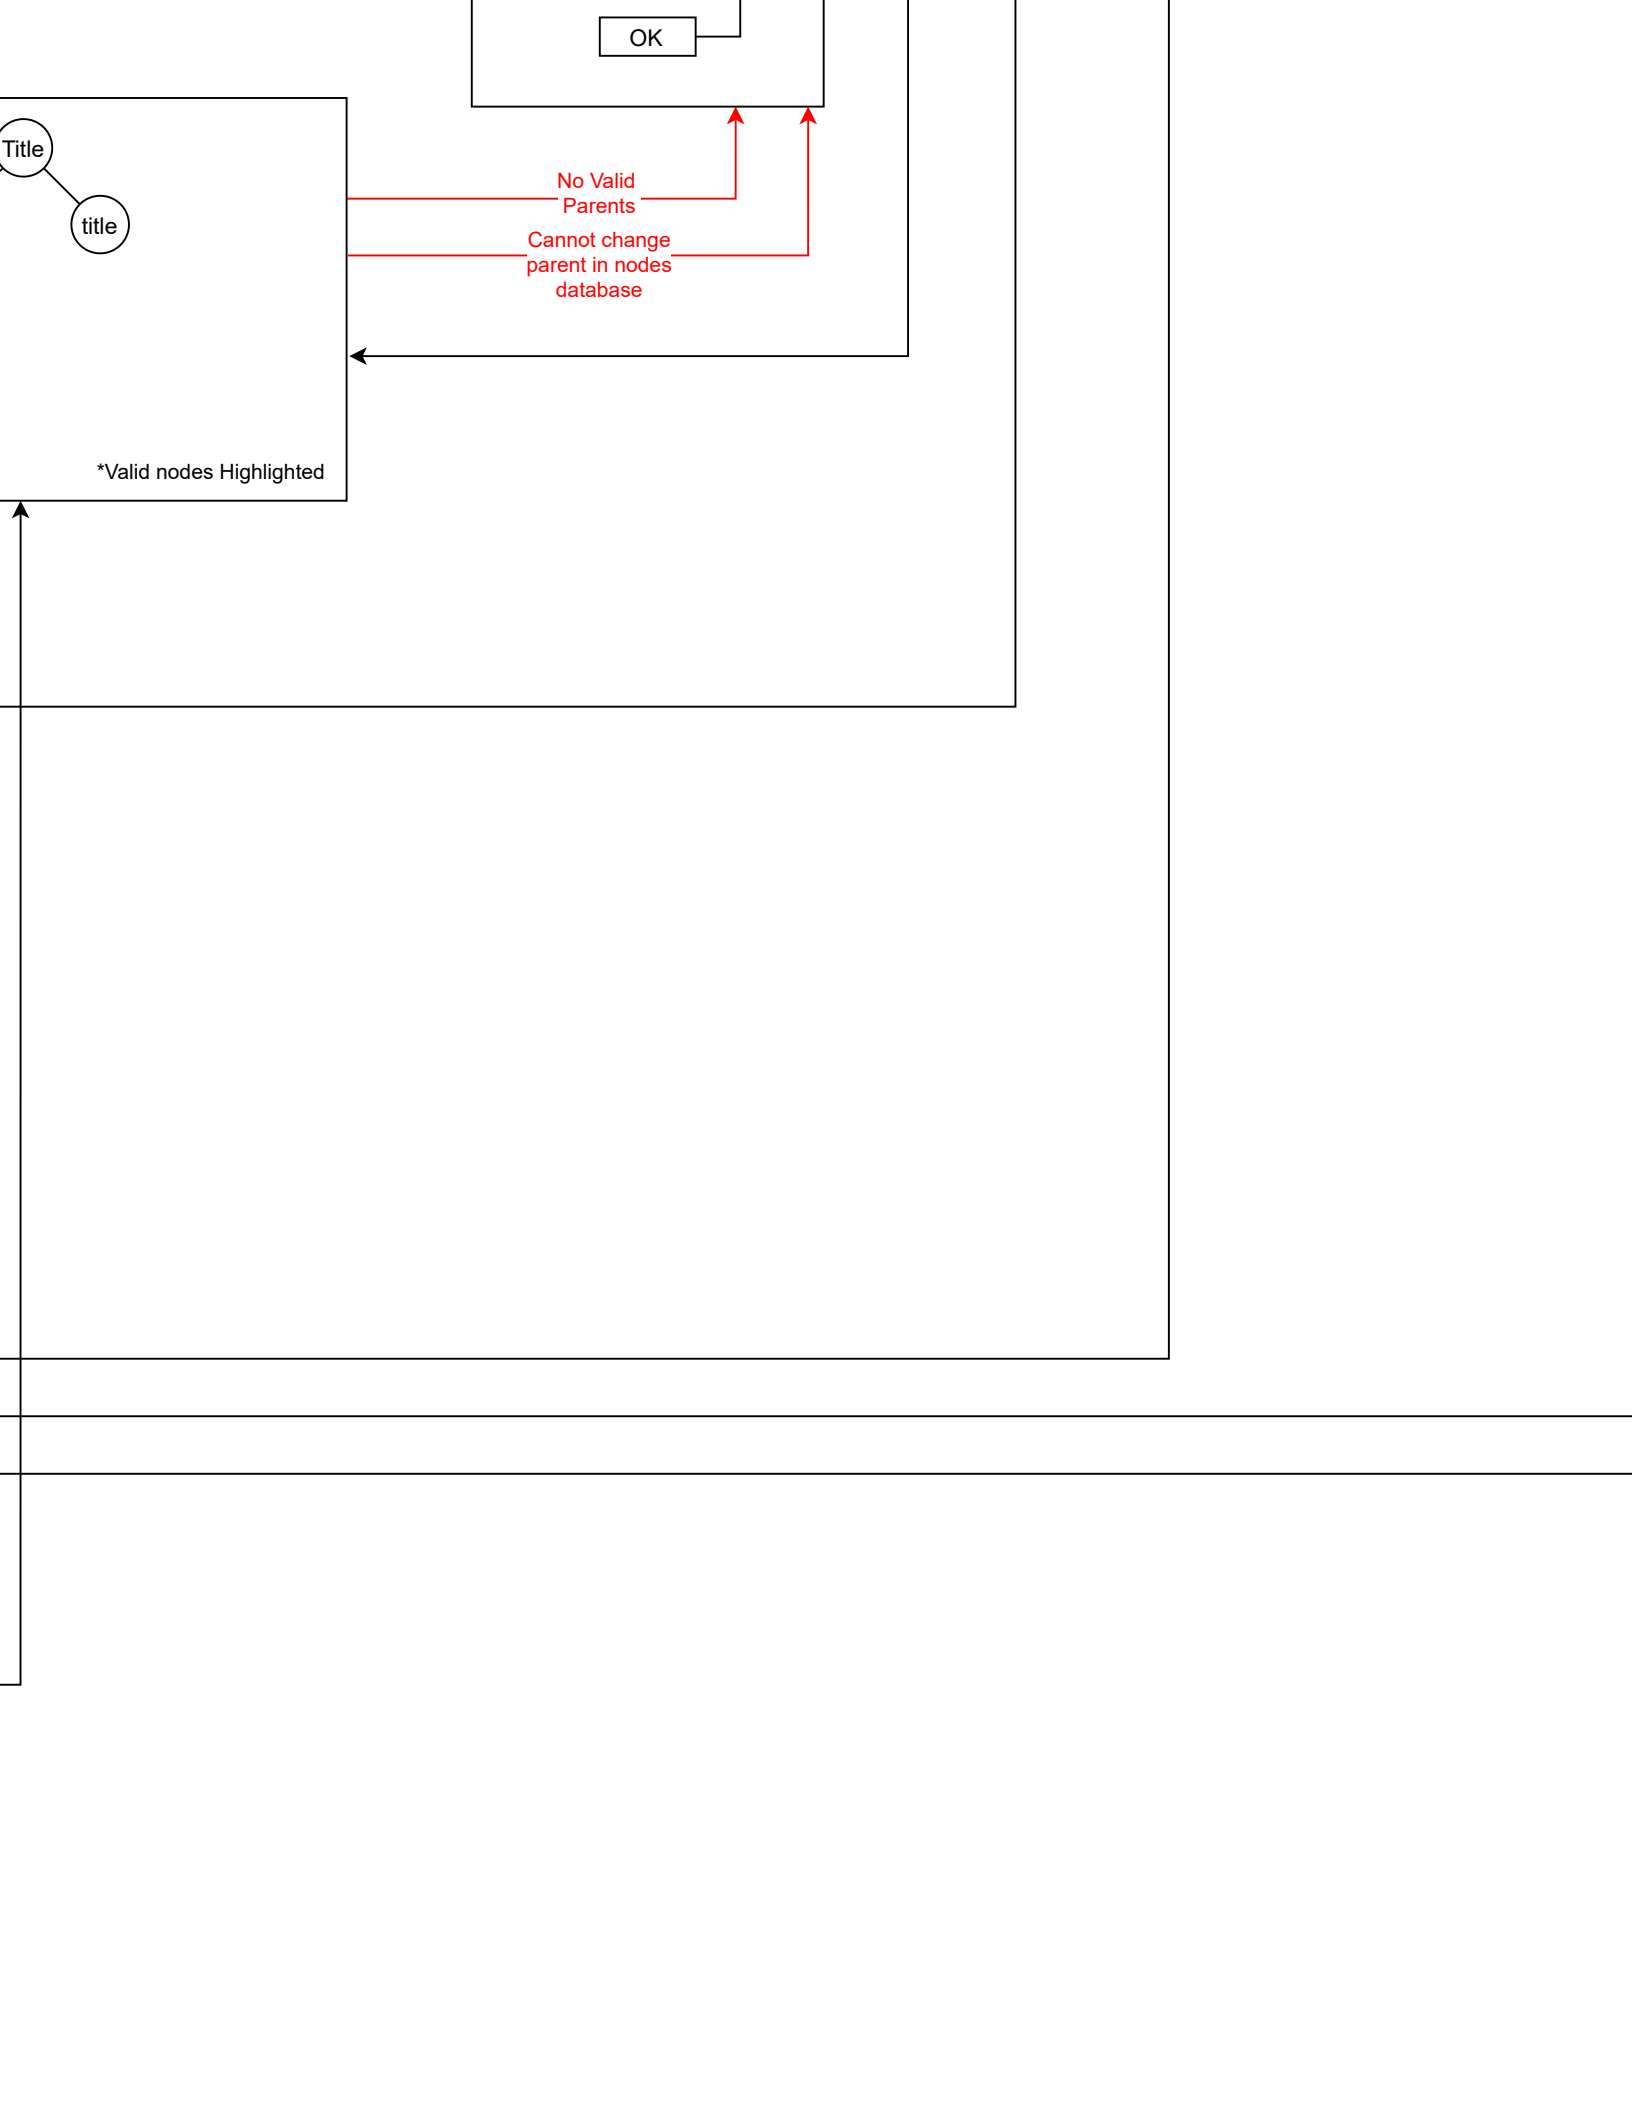 OK
Title
title
No Valid
Parents
Cannot change
parent in nodes
database
*Valid nodes Highlighted